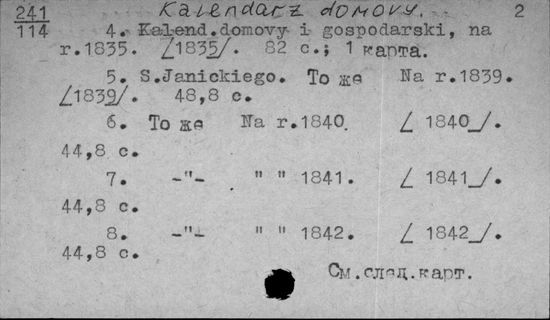 241
114
Kalendarz domowy.
2
4. Kalend.domowy i gospodarski, na
r.1835. /1835/. 82 с.; 1 карта.
5. S.Janickiego. То же Na r.1839.
/1839/. 48,8 с.
6. То же Na r.1840. / 1840_/.
44,8 с.
7. -"- " " 1841. / 1841_/.
44,8 с.
8. -"- " " 1842. / 1842_/.
44,8 с.
См.след.карт.